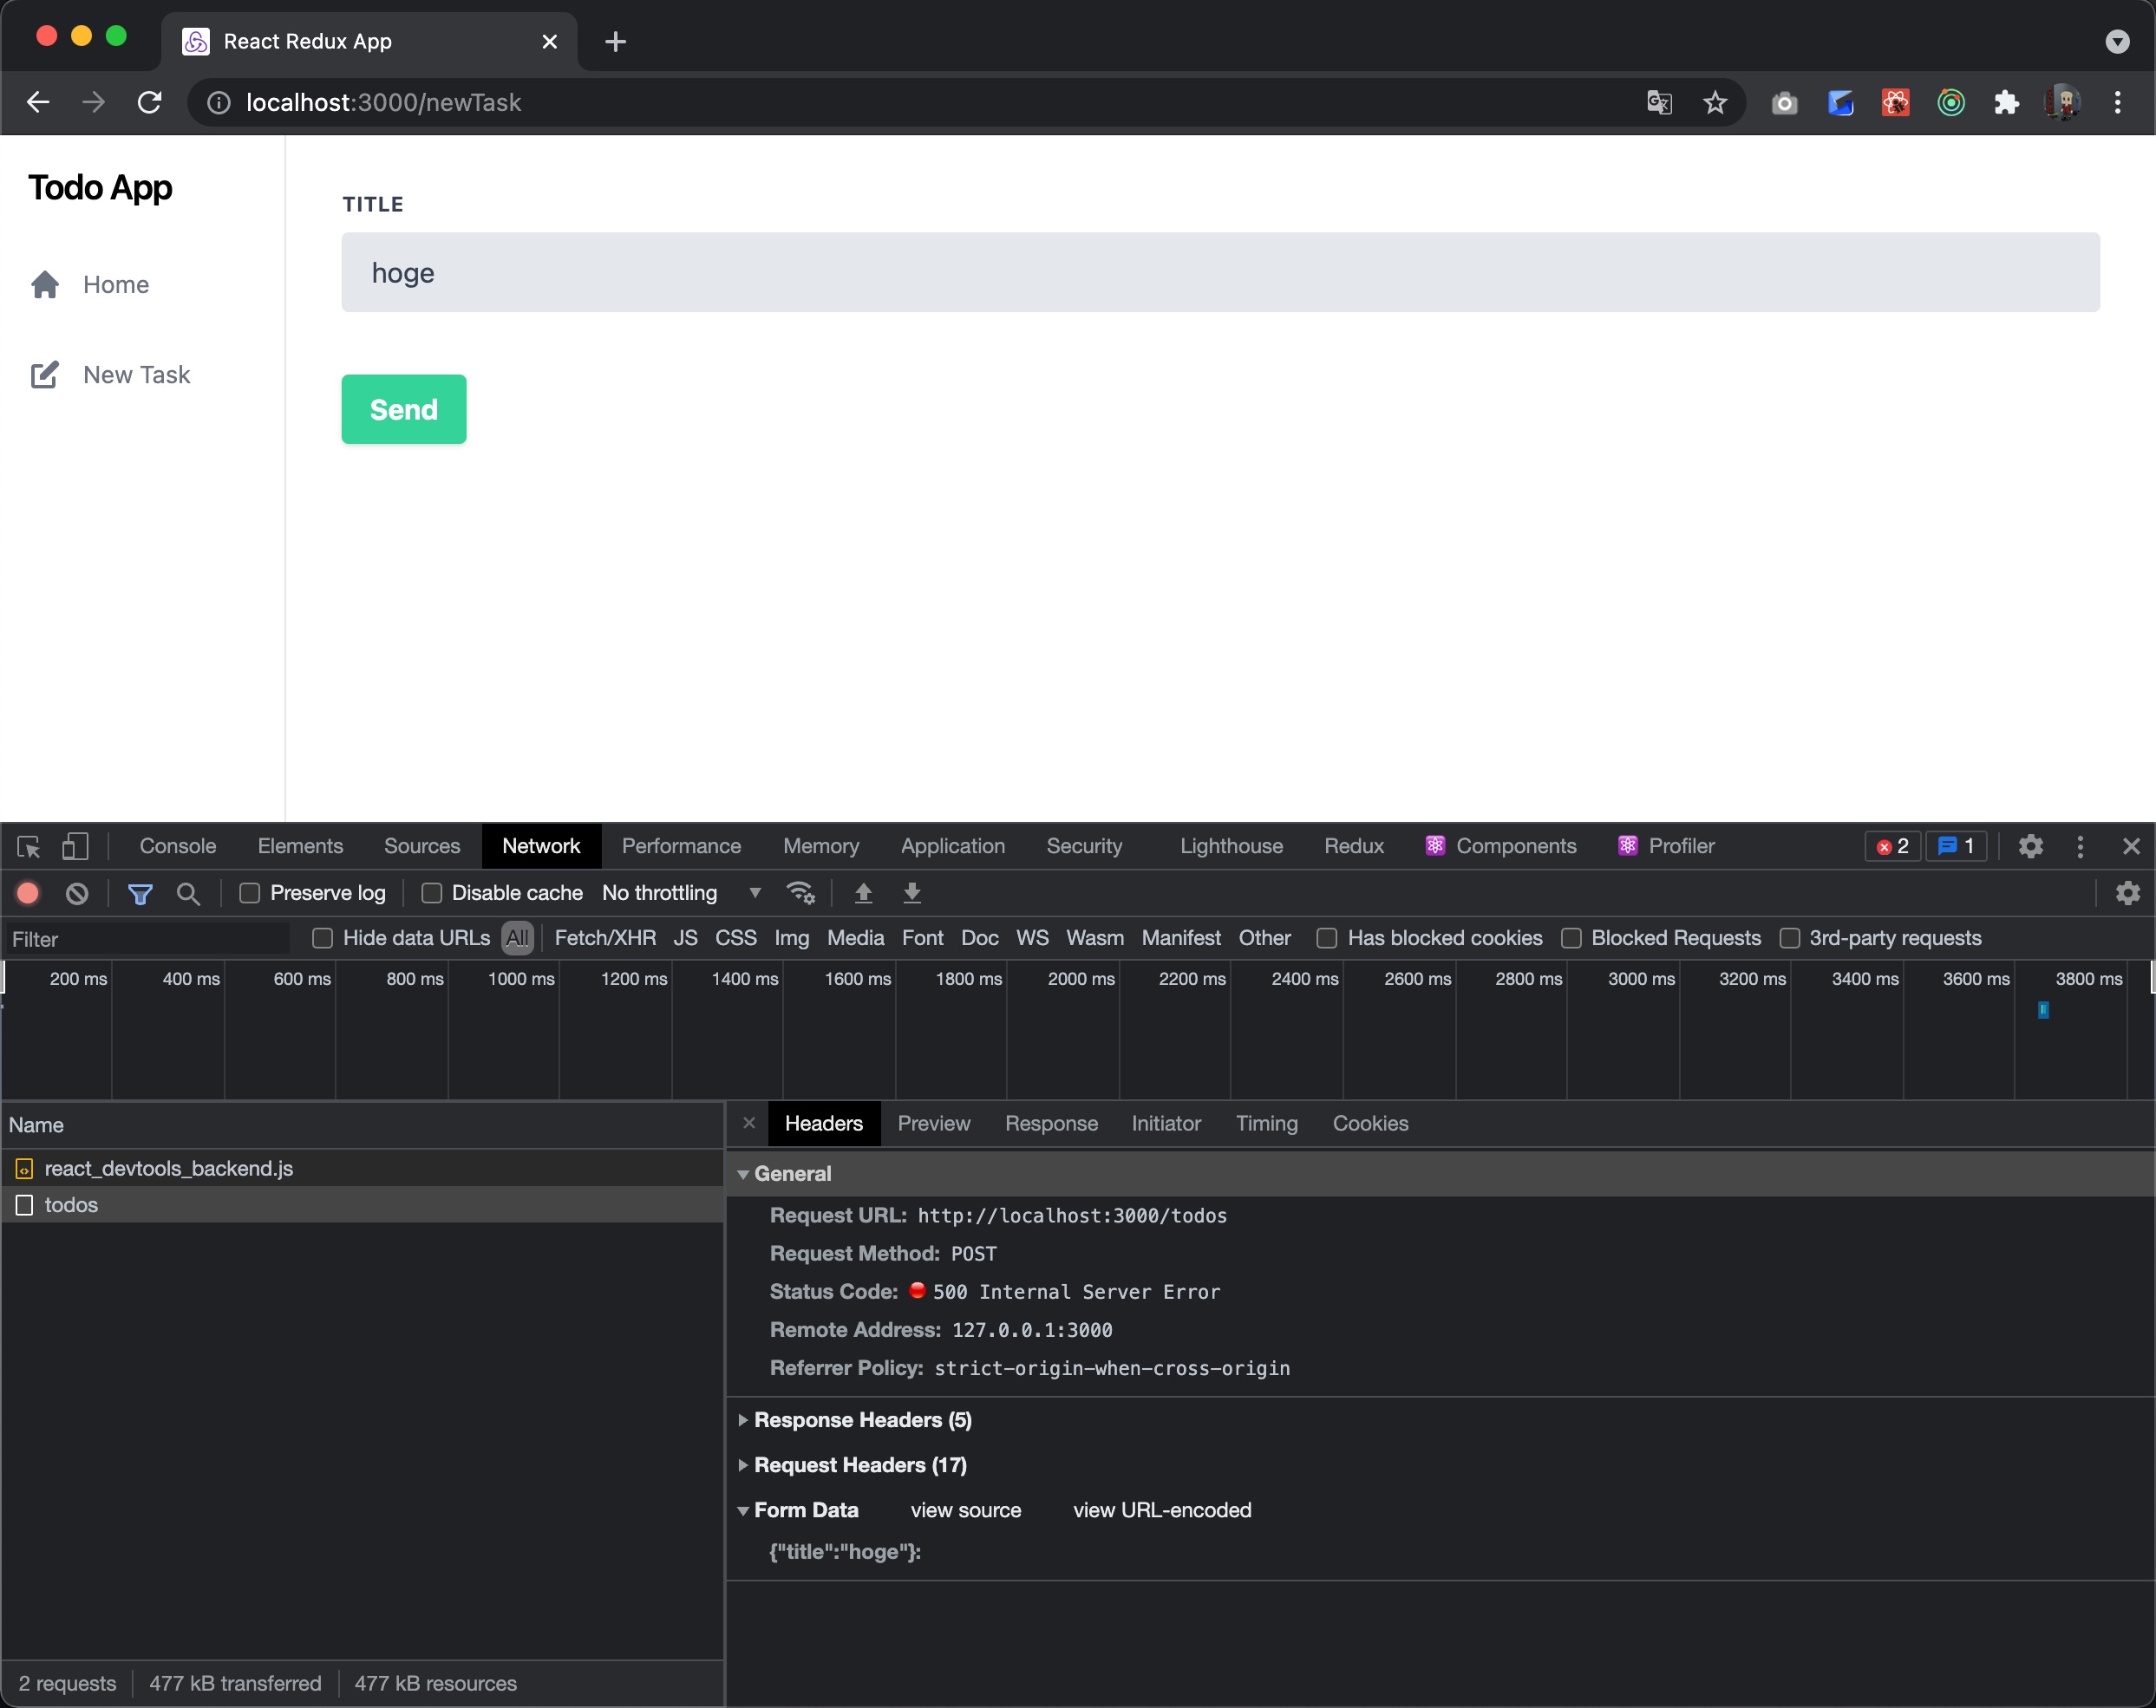 React Redux App
localhost:3000/newTask
Todo App
Home
New Task
TITLE
hoge
Send
Console Elements Sources Network Performance Memory Application Security Lighthouse Redux Components Profiler 2 1
Preserve log Disable cache No throttling
Filter Hide data URLs All Fetch/XHR JS CSS Img Media Font Doc WS Wasm Manifest Other Has blocked cookies Blocked Requests 3rd-party requests
200 ms 400 ms 600 ms 800 ms 1000 ms 1200 ms 1400 ms 1600 ms 1800 ms 2000 ms 2200 ms 2400 ms 2600 ms 2800 ms 3000 ms 3200 ms 3400 ms 3600 ms 3800 ms
Name
react_devtools_backend.js
todos
Headers Preview Response Initiator Timing Cookies
General
Request URL: http://localhost:3000/todos
Request Method: POST
Status Code: 500 Internal Server Error
Remote Address: 127.0.0.1:3000
Referrer Policy: strict-origin-when-cross-origin
Response Headers (5)
Request Headers (17)
Form Data view source view URL-encoded
{"title":"hoge"}:
2 requests 477 kB transferred 477 kB resources